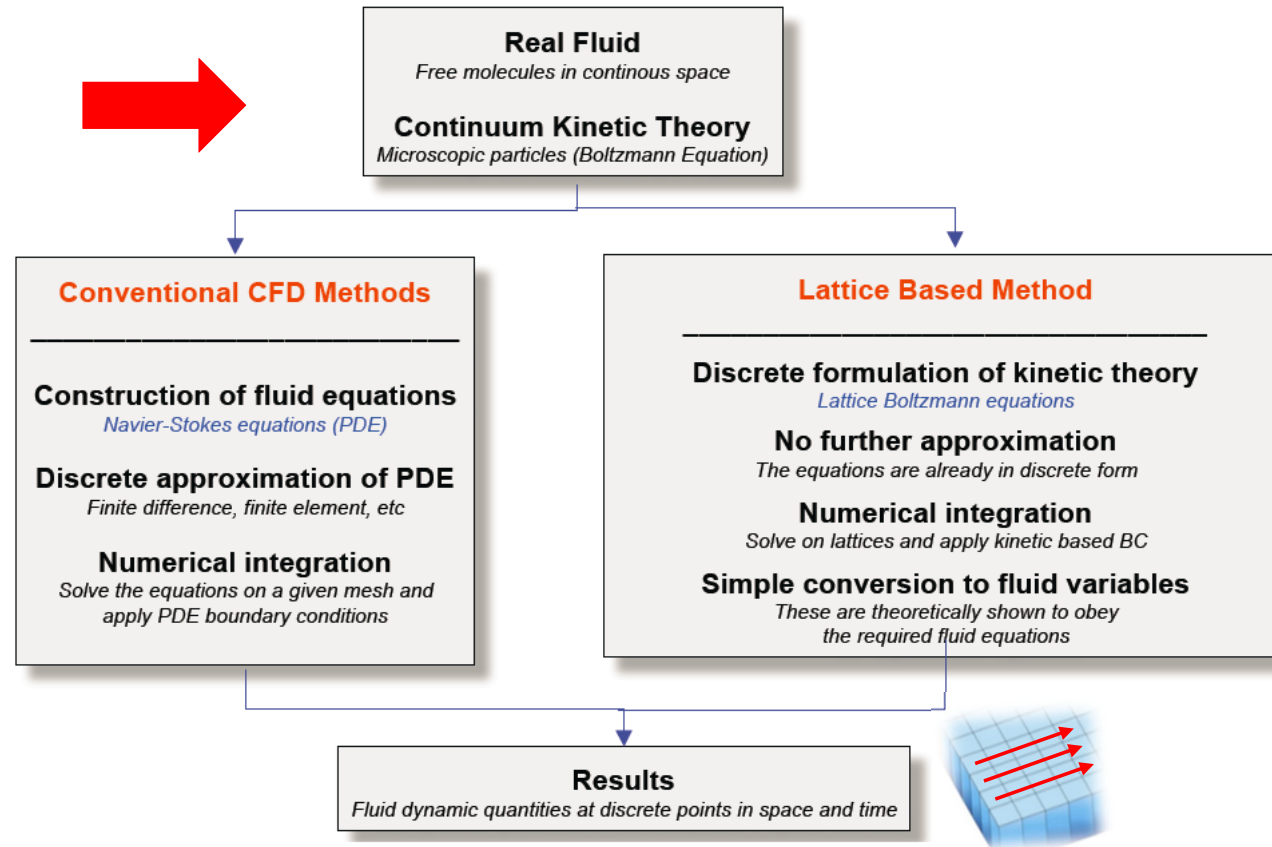 Real Fluid
Free molecules in continous space
Continuum Kinetic Theory
Microscopic particles (Boltzmann Equation)
Conventional CFD Methods
Construction of fluid equations
Navier-Stokes equations (PDE)
Discrete approximation of PDE
Finite difference, finite element, etc
Numerical integration
Solve the equations on a given mesh and
apply PDE boundary conditions
Lattice Based Method
Discrete formulation of kinetic theory
Lattice Boltzmann equations
No further approximation
The equations are already in discrete form
Numerical integration
Solve on lattices and apply kinetic based BC
Simple conversion to fluid variables
These are theoretically shown to obey
the required fluid equations
Results
Fluid dynamic quantities at discrete points in space and time